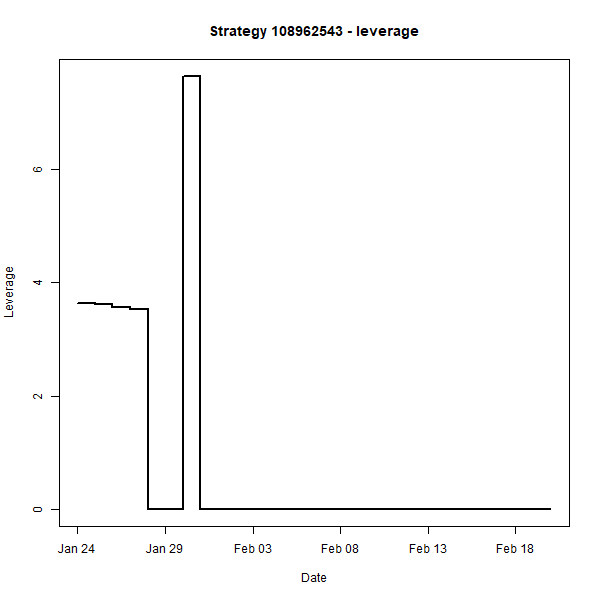 Strategy 108962543 - leverage
Leverage
6
4
2
0
Jan 24 Jan 29 Feb 03 Feb 08 Feb 13 Feb 18
Date